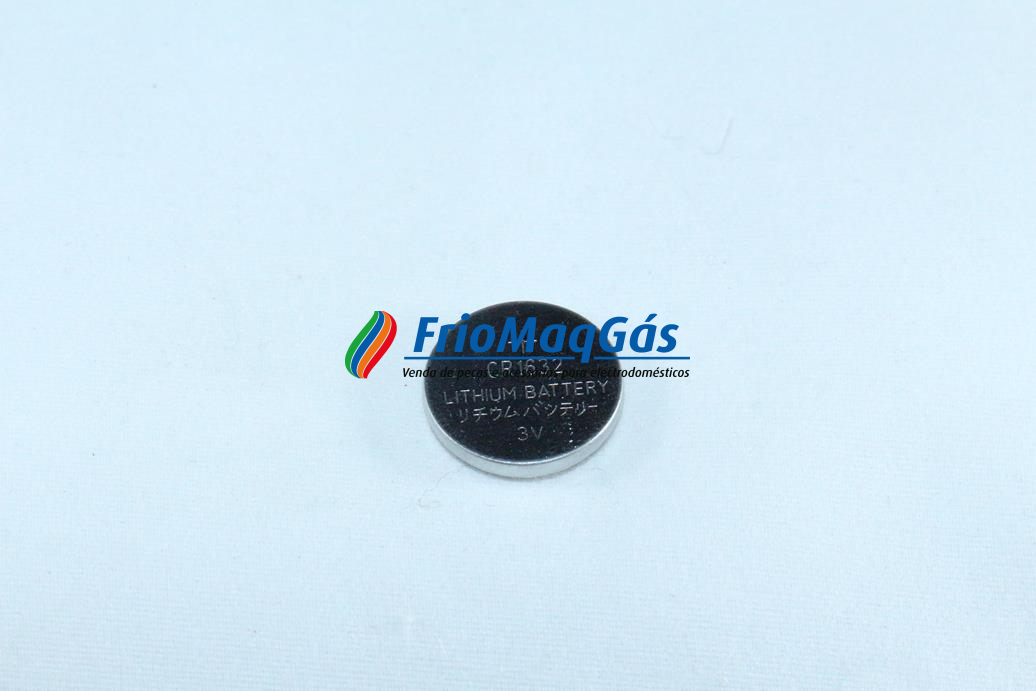 FrioMaqGás
Venda de peças e acessórios para electrodomésticos
+
CR1632
LITHIUM BATTERY
リチウムバッテリー
3V